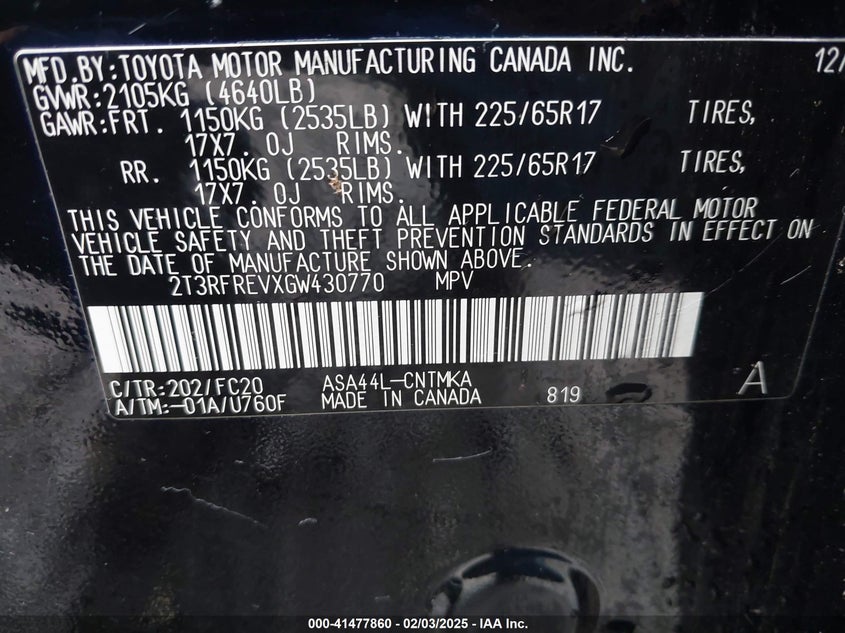 MFD.BY:TOYOTA MOTOR MANUFACTURING CANADA INC. 12/
GVWR:2105KG (4640LB)
GAWR:FRT. 1150KG (2535LB) WITH 225/65R17 TIRES,
17X7.0J RIMS.
RR. 1150KG (2535LB) WITH 225/65R17 TIRES,
17X7.0J RIMS.
THIS VEHICLE CONFORMS TO ALL APPLICABLE FEDERAL MOTOR
VEHICLE SAFETY AND THEFT PREVENTION STANDARDS IN EFFECT ON
THE DATE OF MANUFACTURE SHOWN ABOVE.
2T3RFREVXGW430770 MPV
C/TR:202/FC20 ASA44L-CNTMKA
A/TM:-01A/U760F MADE IN CANADA 819 A
000-41477860 - 02/03/2025 - IAA Inc.